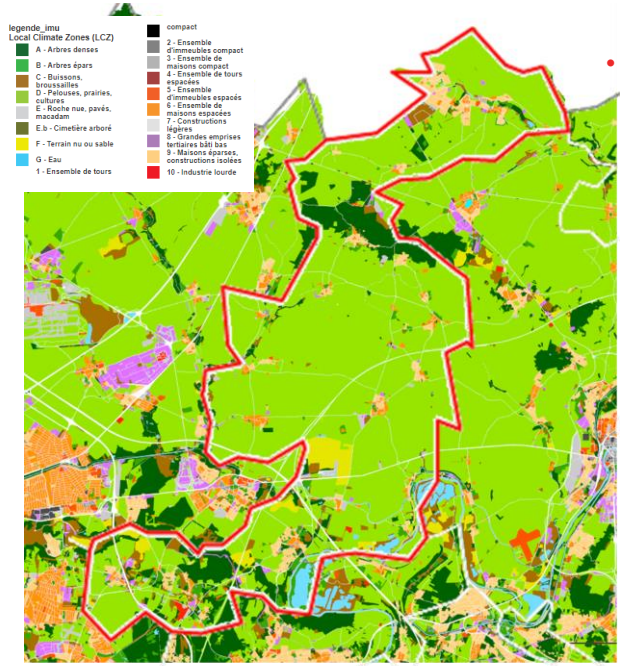 legende_imu
Local Climate Zones (LCZ)
A - Arbres denses
B - Arbres épars
C - Buissons,
broussailles
D - Pelouses, prairies,
cultures
E - Roche nue, pavés,
macadam
E.b - Cimetière arboré
F - Terrain nu ou sable
G - Eau
1 - Ensemble de tours
compact
2 - Ensemble
d'immeubles compact
3 - Ensemble de
maisons compact
4 - Ensemble de tours
espacées
5 - Ensemble
d'immeubles espacés
6 - Ensemble de
maisons espacées
7 - Constructions
légères
8 - Grandes emprises
tertiaires bâti bas
9 - Maisons éparses,
constructions isolées
10 - Industrie lourde